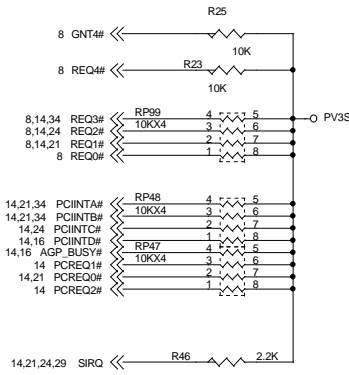 R25
8 GNT4#
10K
8 REQ4# R23
10K
8,14,34 REQ3# RP99 4 5 PV3S
8,14,24 REQ2# 10KX4 3 6
8,14,21 REQ1# 2 7
8 REQ0# 1 8
14,21,34 PCIINTA# RP48 4 5
14,21,34 PCIINTB# 10KX4 3 6
14,24 PCIINTC# 2 7
14,16 PCIINTD# 1 8
14,16 AGP_BUSY# RP47 4 5
14 PCREQ1# 10KX4 3 6
14,21 PCREQ0# 2 7
14 PCREQ2# 1 8
14,21,24,29 SIRQ R46 2.2K